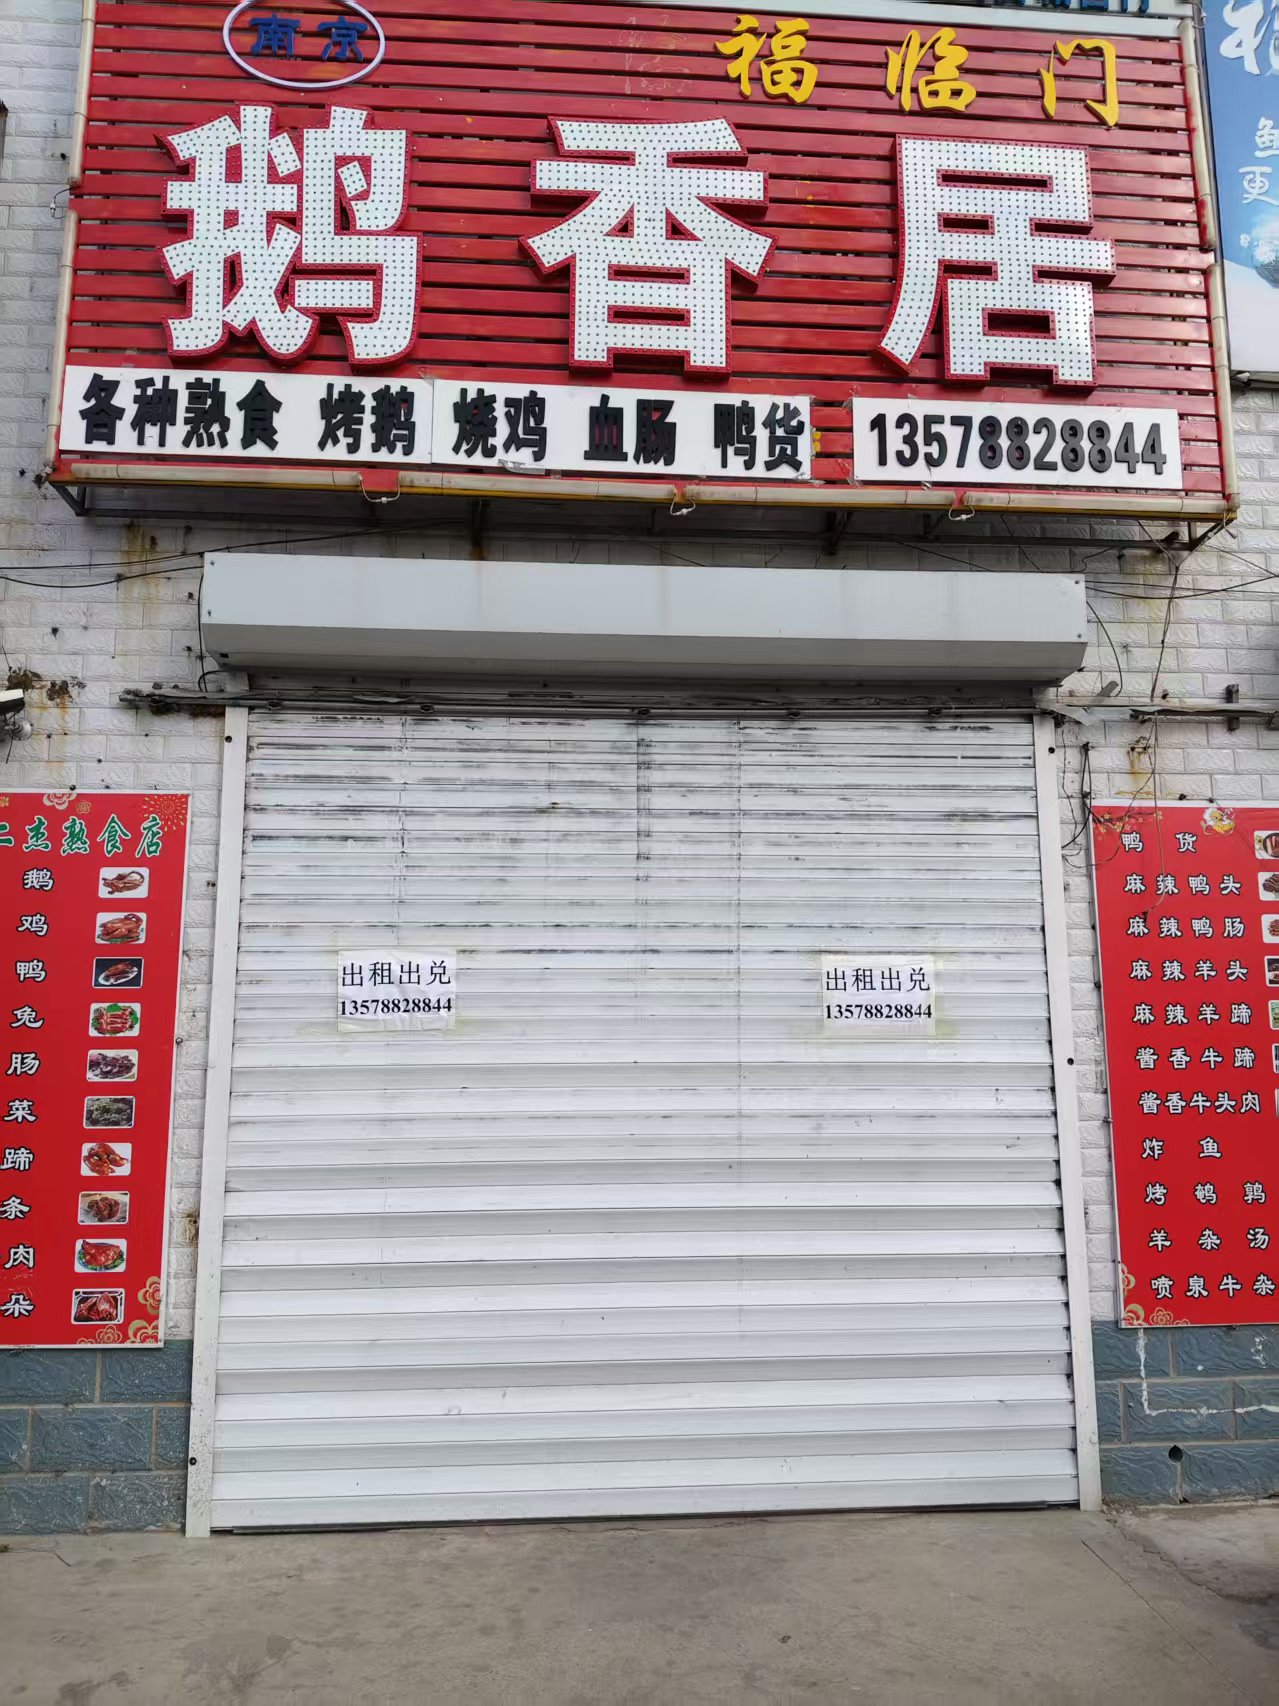 南京
福临门
鹅香居
各种熟食 烤鹅 烧鸡 血肠 鸭货
13578828844
鱼
更
杰熟食店
鹅
鸡
鸭
兔
肠
菜
蹄
条
肉
朵
出租出兑
13578828844
出租出兑
13578828844
鸭货
麻辣鸭头
麻辣鸭肠
麻辣羊头
麻辣羊蹄
酱香牛蹄
酱香牛头肉
炸鱼
烤鹌鹑
羊杂汤
喷泉牛杂